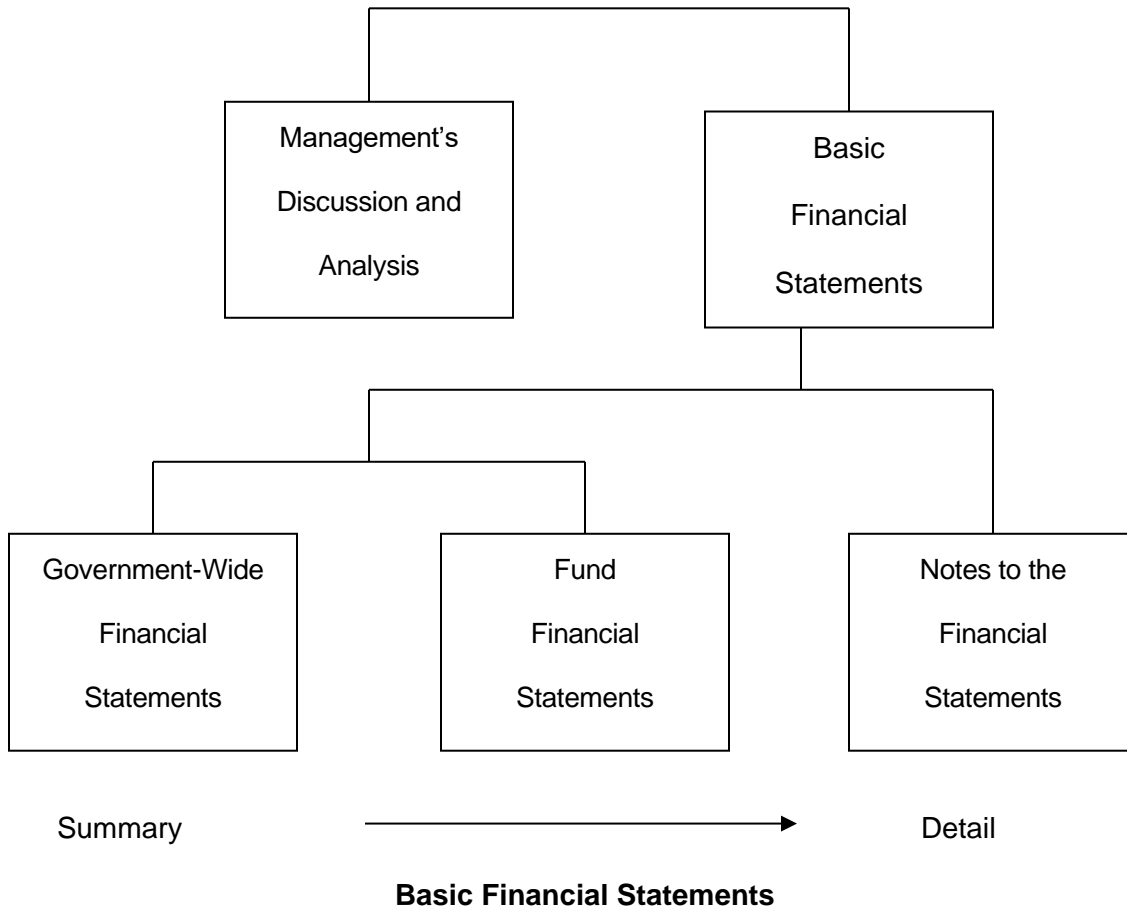 Management’s
Discussion and
Analysis
Basic
Financial
Statements
Government-Wide
Financial
Statements
Fund
Financial
Statements
Notes to the
Financial
Statements
Summary
Detail
Basic Financial Statements